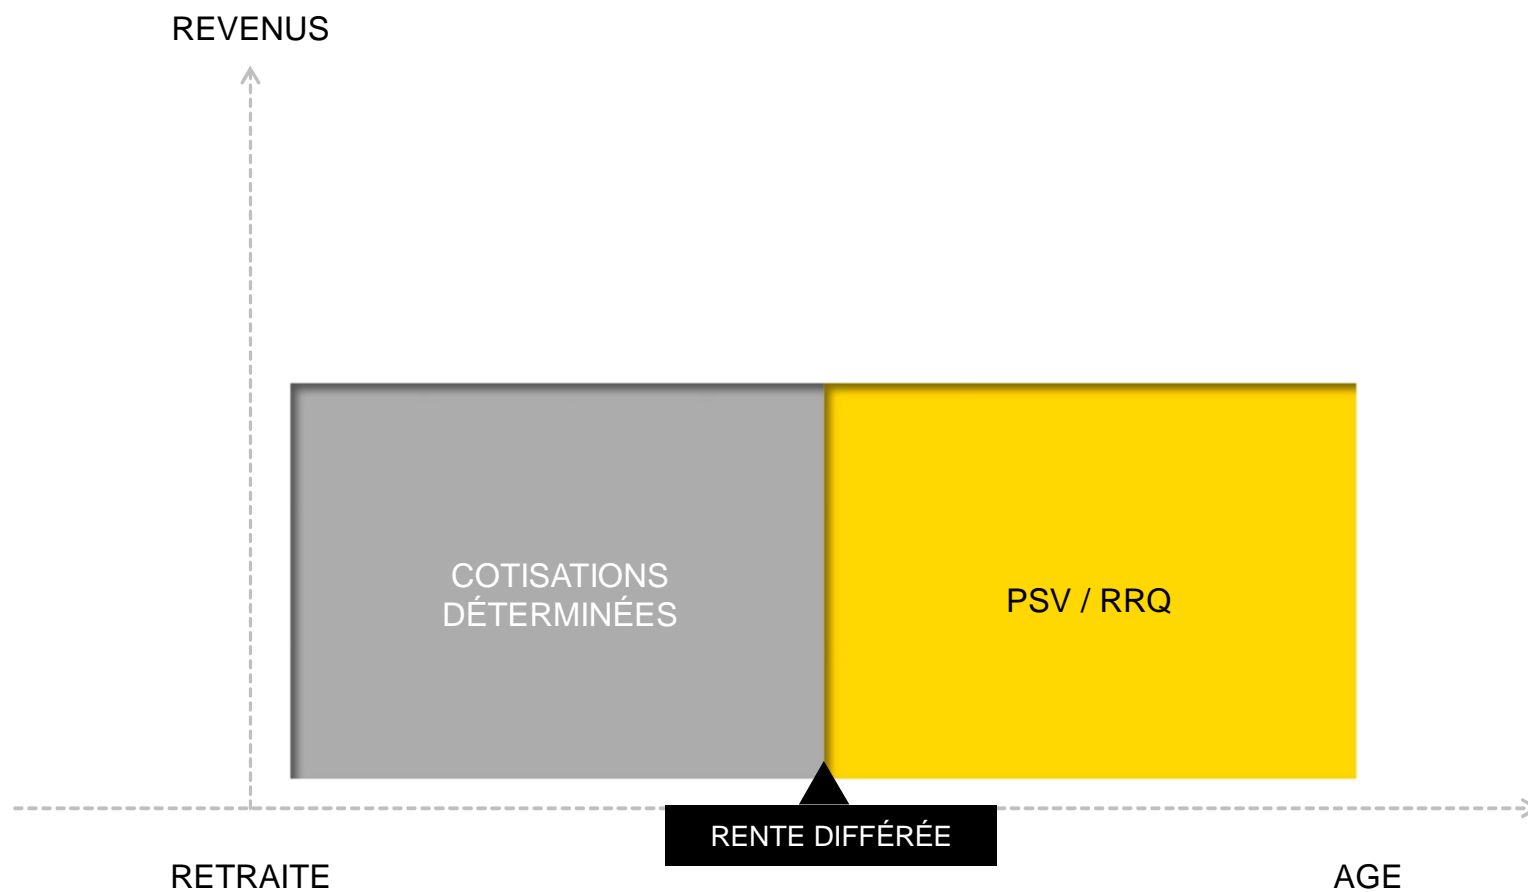 REVENUS
COTISATIONS
DÉTERMINÉES
PSV / RRQ
RENTE DIFFÉRÉE
RETRAITE
AGE